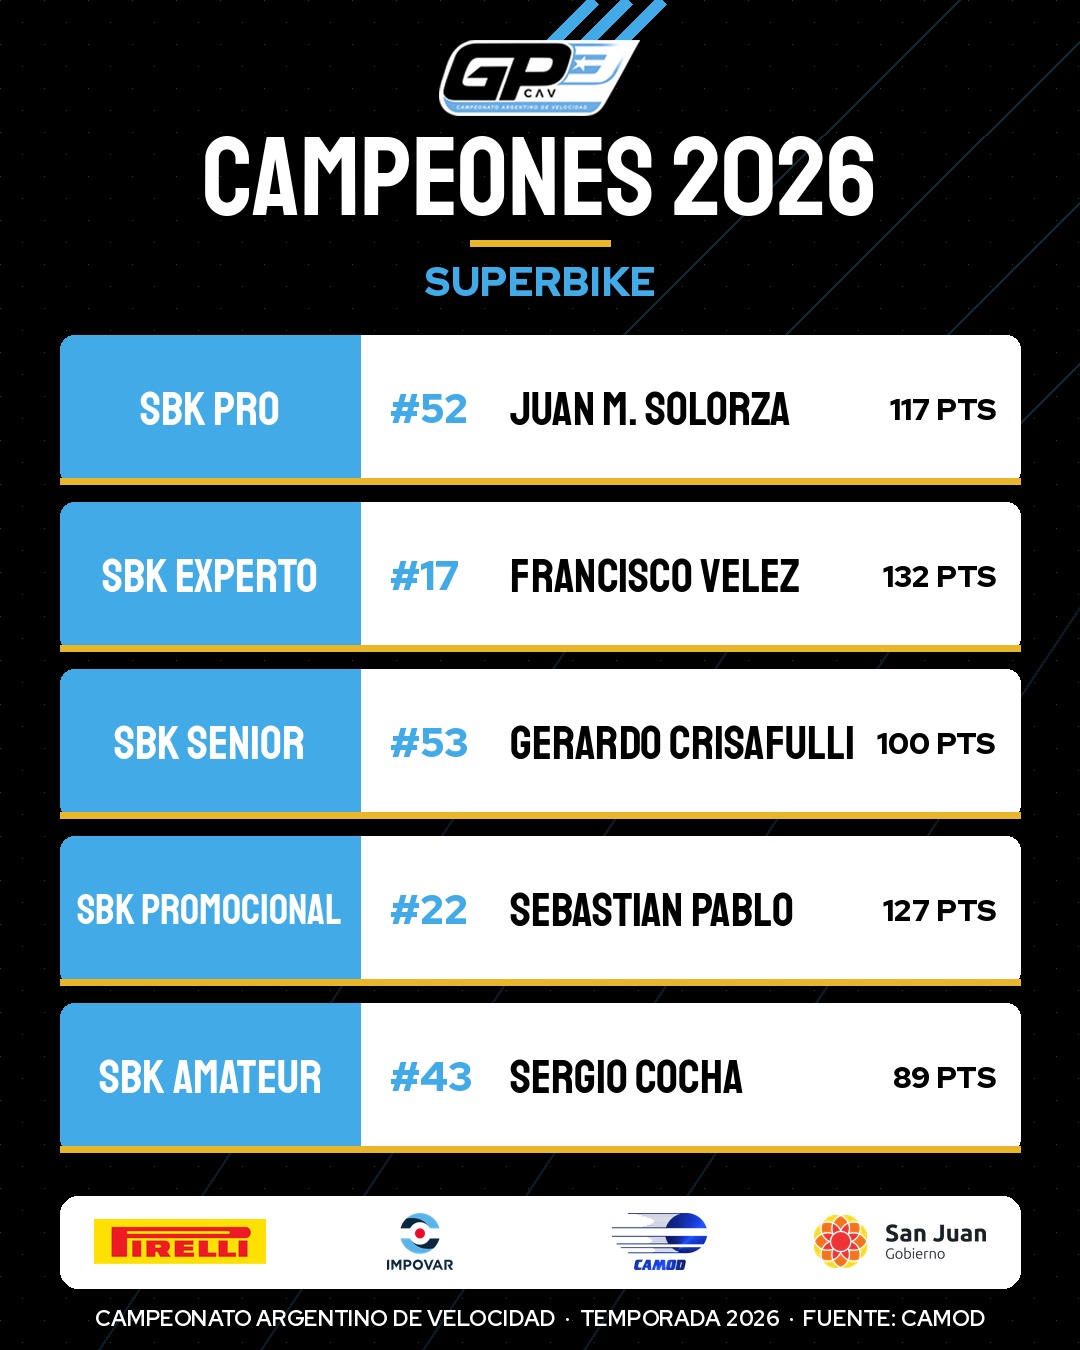 GP3
CAV
CAMPEONATO ARGENTINO DE VELOCIDAD
CAMPEONES 2026
SUPERBIKE
SBK PRO #52 JUAN M. SOLORZA 117 PTS
SBK EXPERTO #17 FRANCISCO VELEZ 132 PTS
SBK SENIOR #53 GERARDO CRISAFULLI 100 PTS
SBK PROMOCIONAL #22 SEBASTIAN PABLO 127 PTS
SBK AMATEUR #43 SERGIO COCHA 89 PTS
PIRELLI IMPOVAR CAMOD San Juan
Gobierno
CAMPEONATO ARGENTINO DE VELOCIDAD · TEMPORADA 2026 · FUENTE: CAMOD